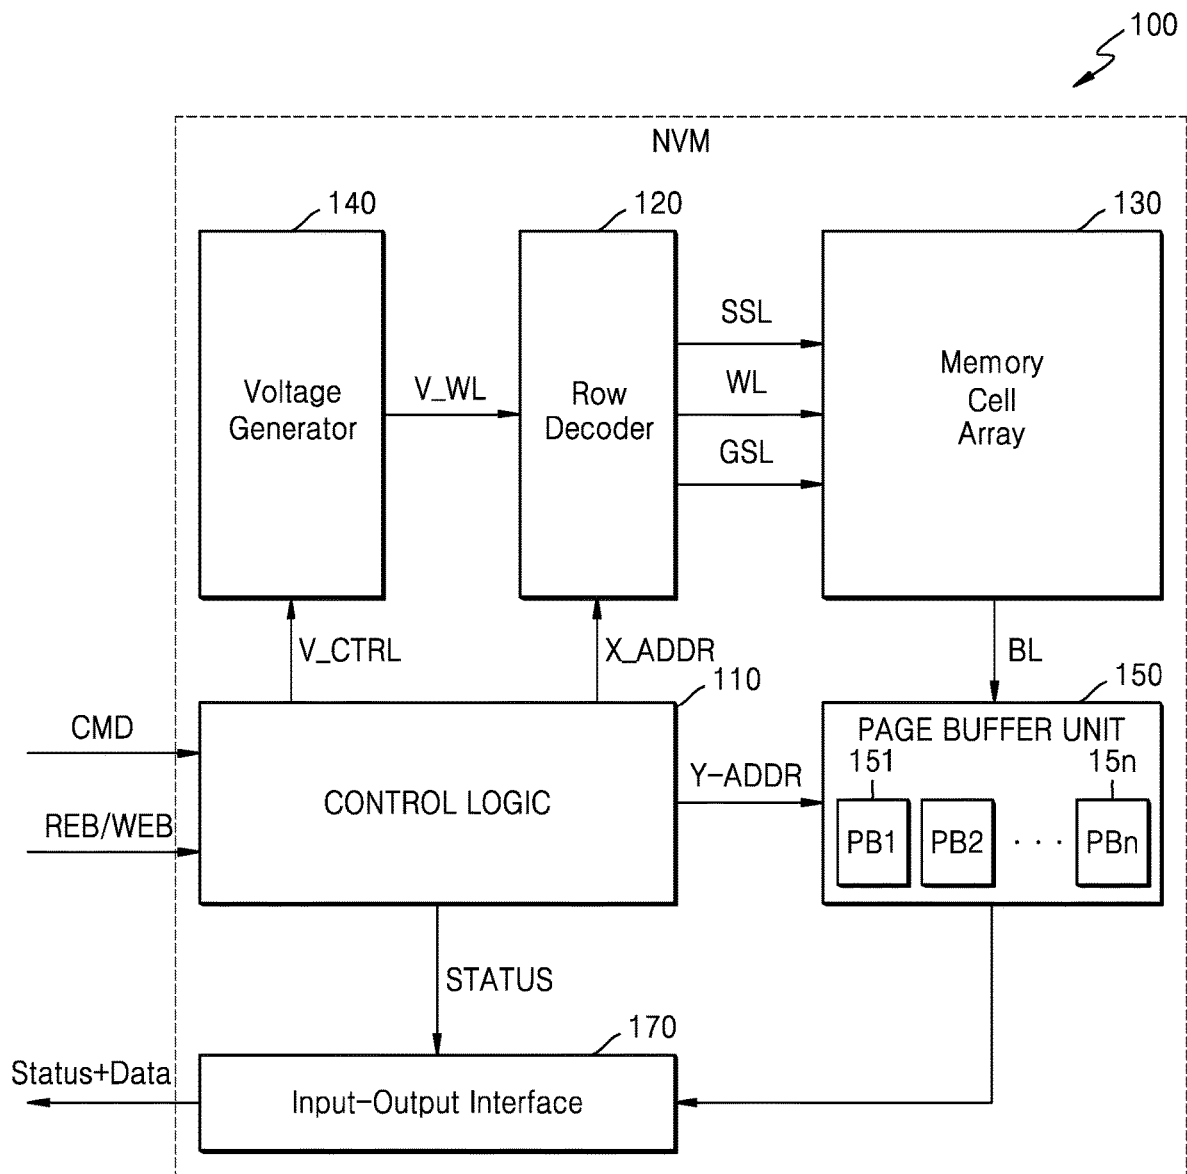 100
NVM
140
120
130
SSL
Voltage
Generator
V_WL
Row
Decoder
WL
GSL
Memory
Cell
Array
V_CTRL
X_ADDR
BL
110
150
CMD
REB/WEB
CONTROL LOGIC
Y-ADDR
PAGE BUFFER UNIT
151
15n
PB1
PB2
· · ·
PBn
STATUS
170
Status+Data
Input-Output Interface